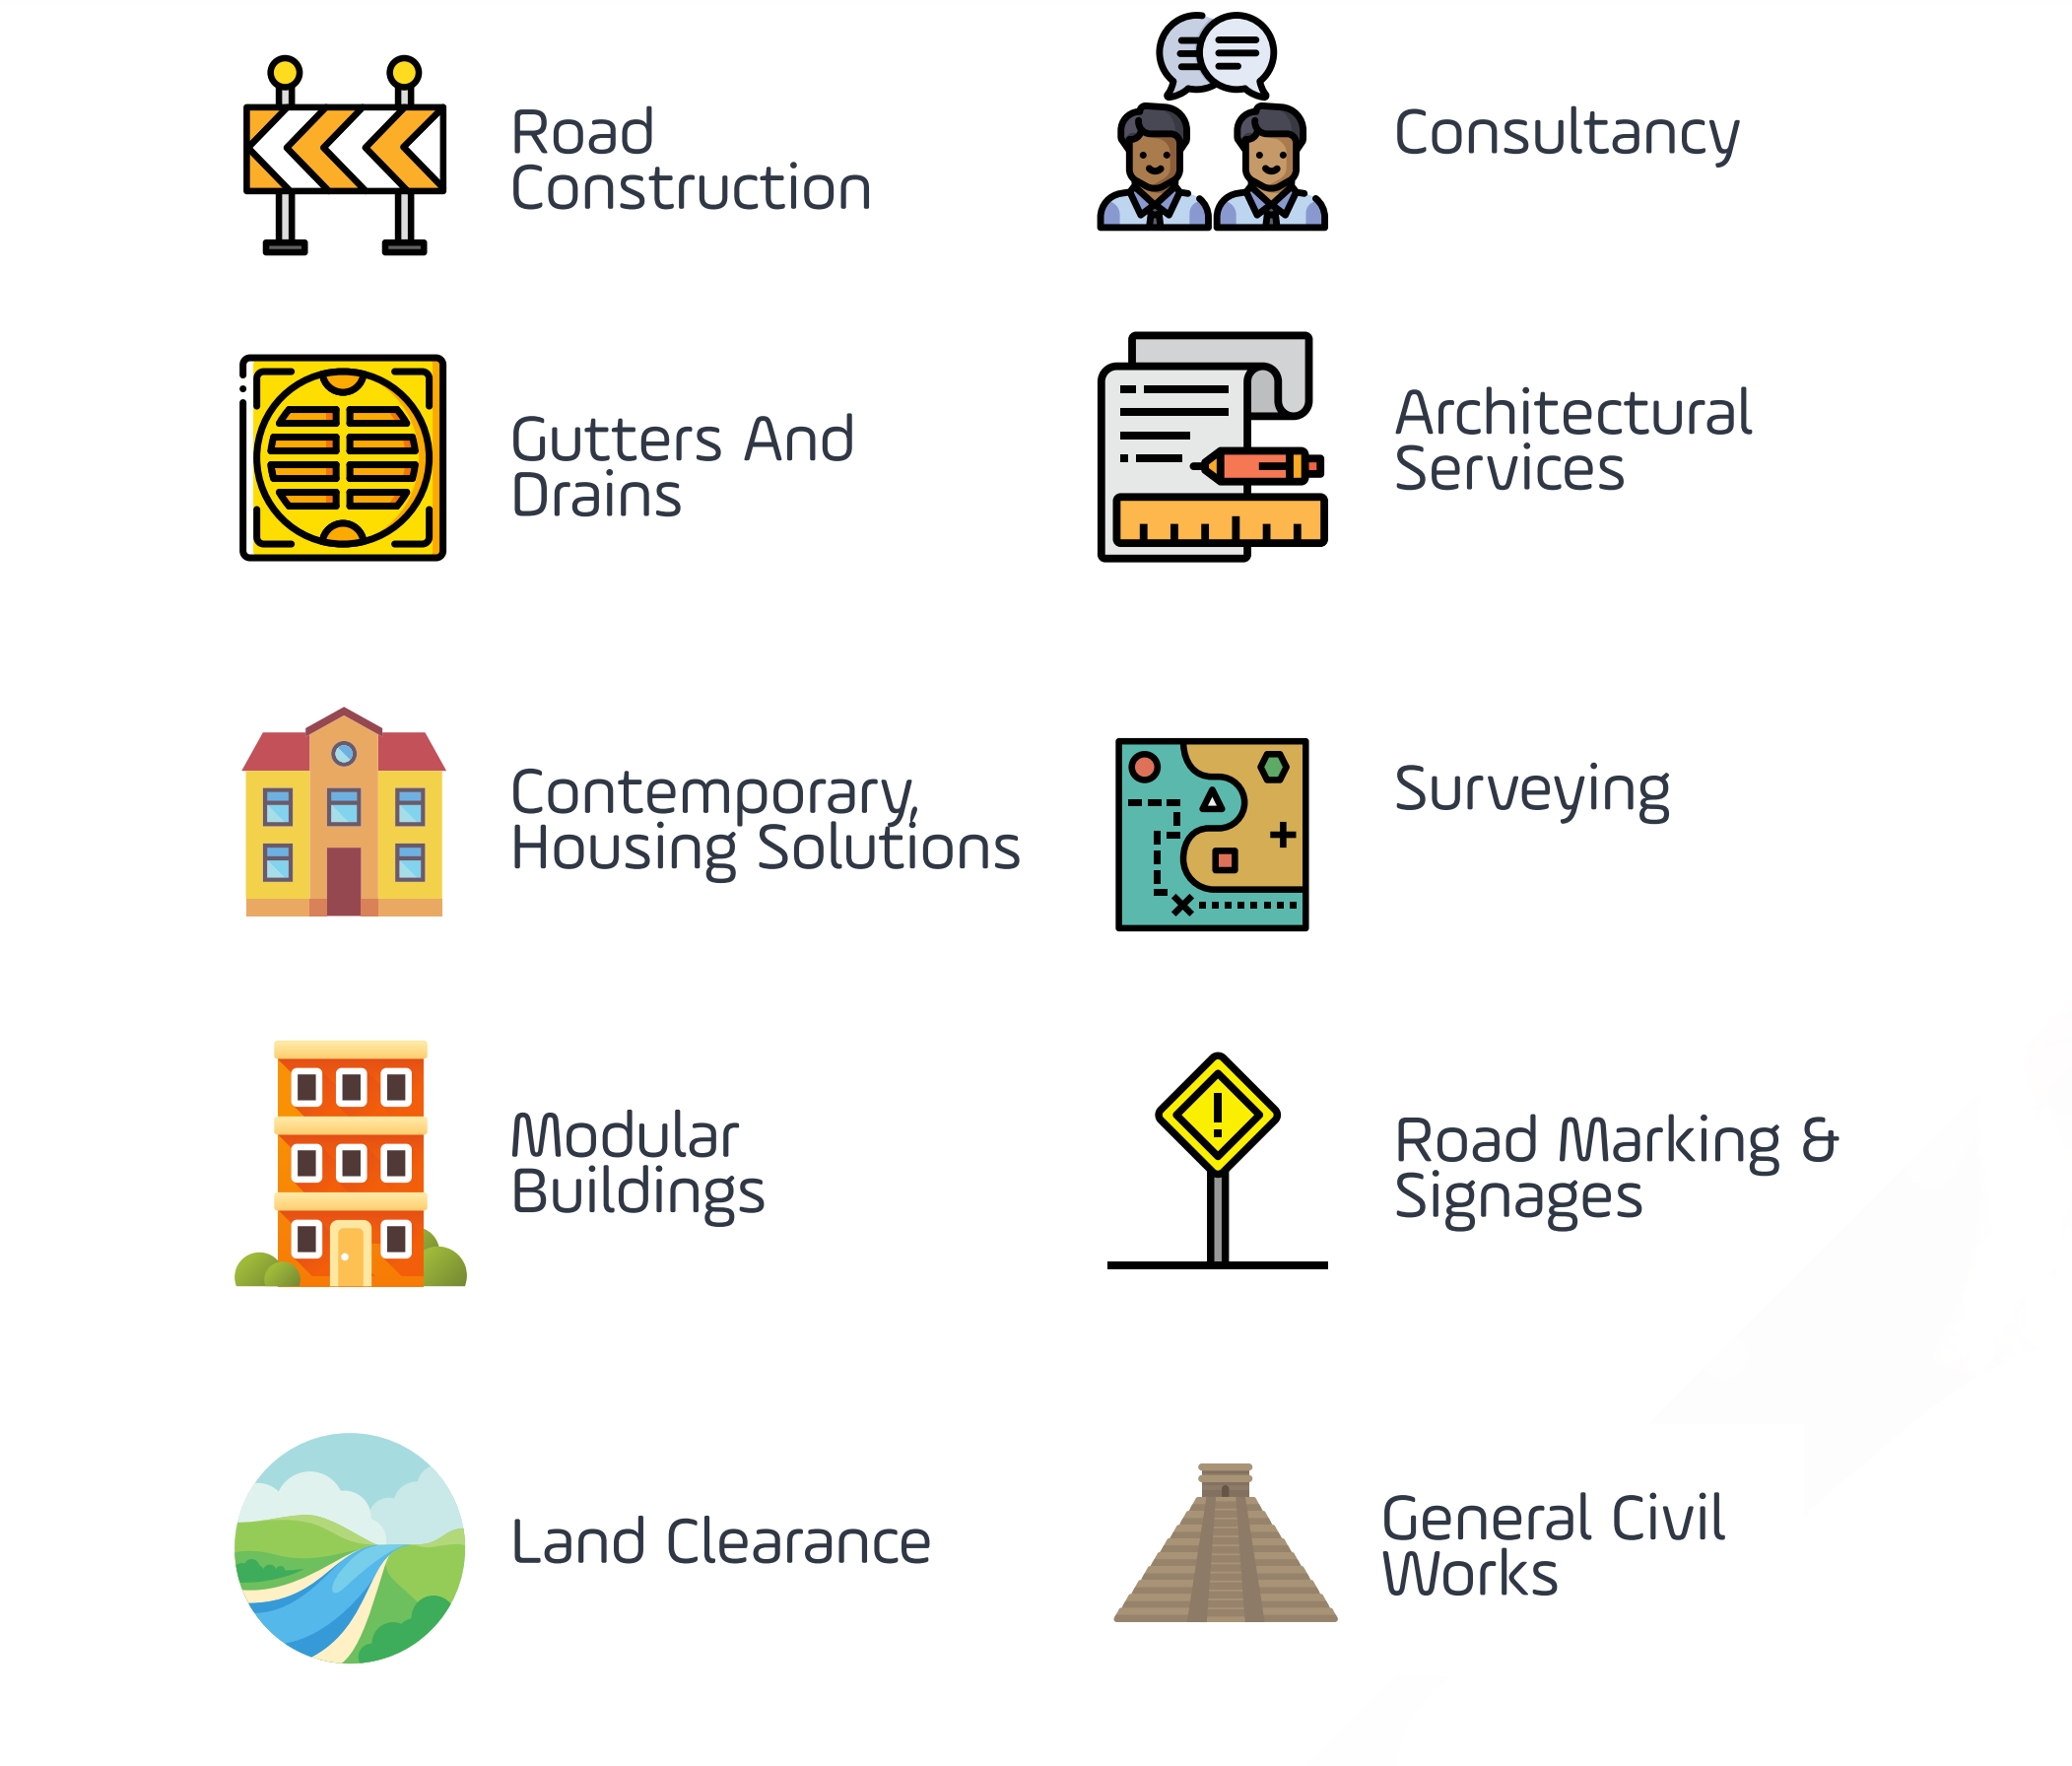 Road
Construction
Consultancy
Gutters And
Drains
Architectural
Services
Contemporary,
Housing Solutions
Surveying
Modular
Buildings
Road Marking &
Signages
Land Clearance
General Civil
Works